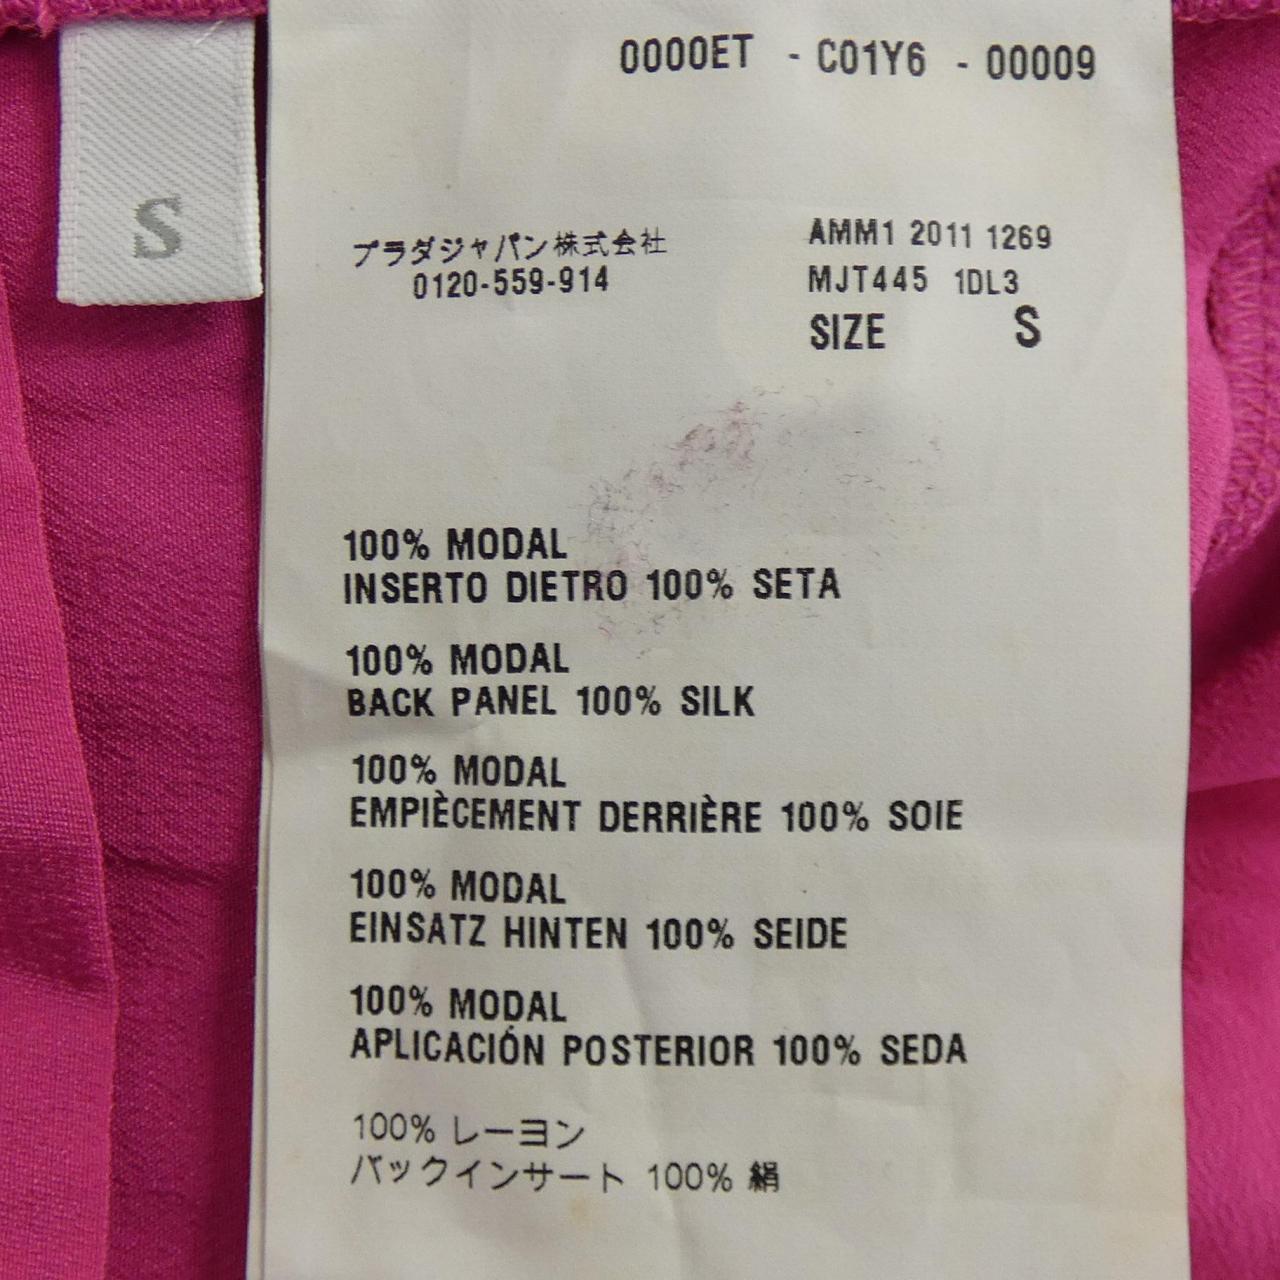 0000ET - C01Y6 - 00009
S
プラダジャパン株式会社
0120-559-914
AMM1 2011 1269
MJT445 1DL3
SIZE S
100% MODAL
INSERTO DIETRO 100% SETA
100% MODAL
BACK PANEL 100% SILK
100% MODAL
EMPIÈCEMENT DERRIÈRE 100% SOIE
100% MODAL
EINSATZ HINTEN 100% SEIDE
100% MODAL
APLICACIÓN POSTERIOR 100% SEDA
100% レーヨン
バックインサート 100% 絹